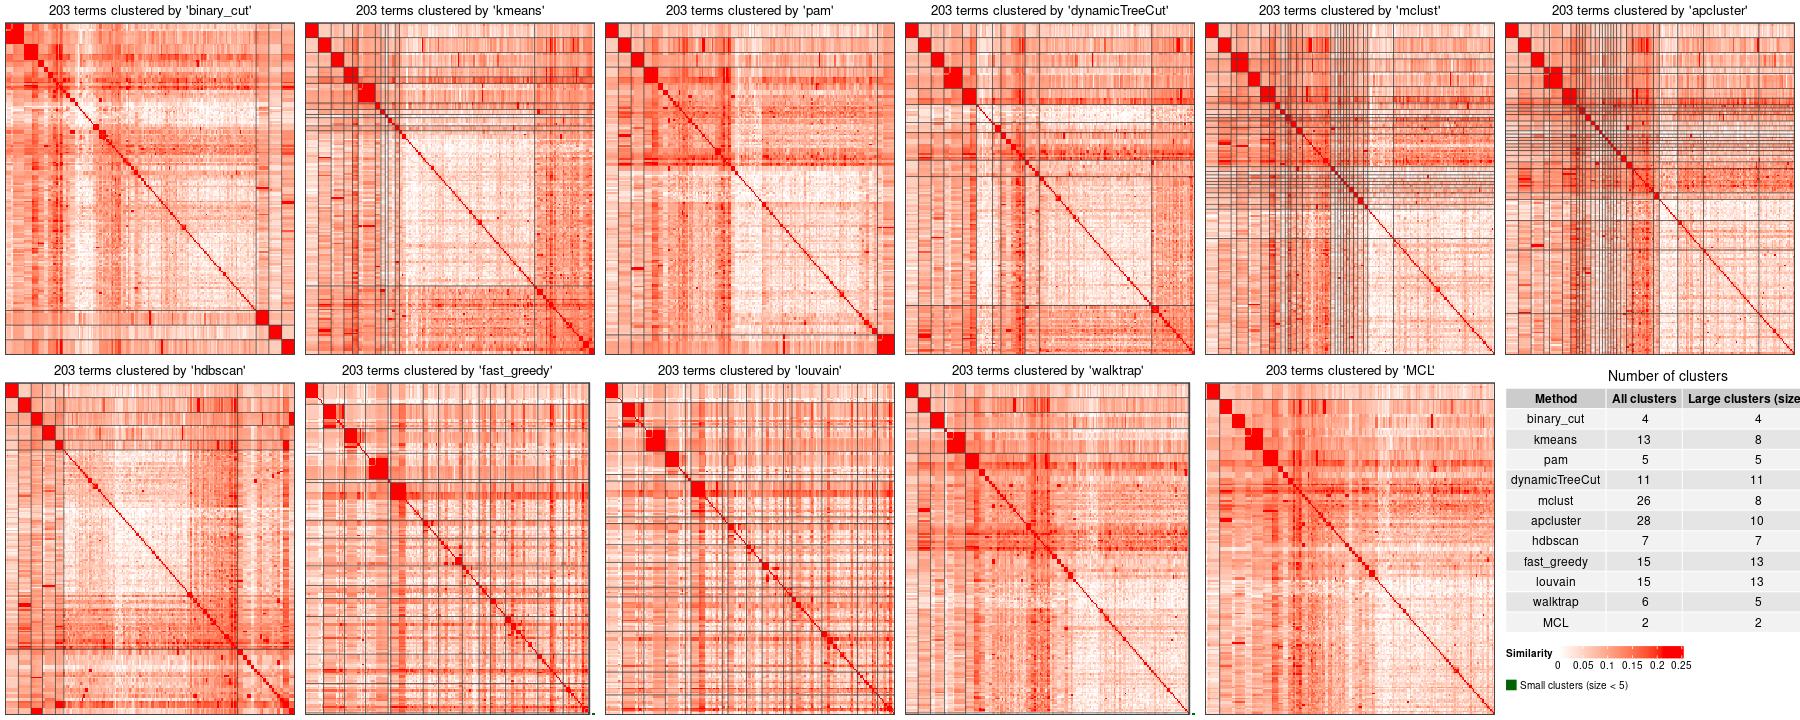 203 terms clustered by 'binary_cut'
203 terms clustered by 'kmeans'
203 terms clustered by 'pam'
203 terms clustered by 'dynamicTreeCut'
203 terms clustered by 'mclust'
203 terms clustered by 'apcluster'
203 terms clustered by 'hdbscan'
203 terms clustered by 'fast_greedy'
203 terms clustered by 'louvain'
203 terms clustered by 'walktrap'
203 terms clustered by 'MCL'
Number of clusters
Method All clusters Large clusters (size
binary_cut 4 4
kmeans 13 8
pam 5 5
dynamicTreeCut 11 11
mclust 26 8
apcluster 28 10
hdbscan 7 7
fast_greedy 15 13
louvain 15 13
walktrap 6 5
MCL 2 2
Similarity
0 0.05 0.1 0.15 0.2 0.25
Small clusters (size < 5)